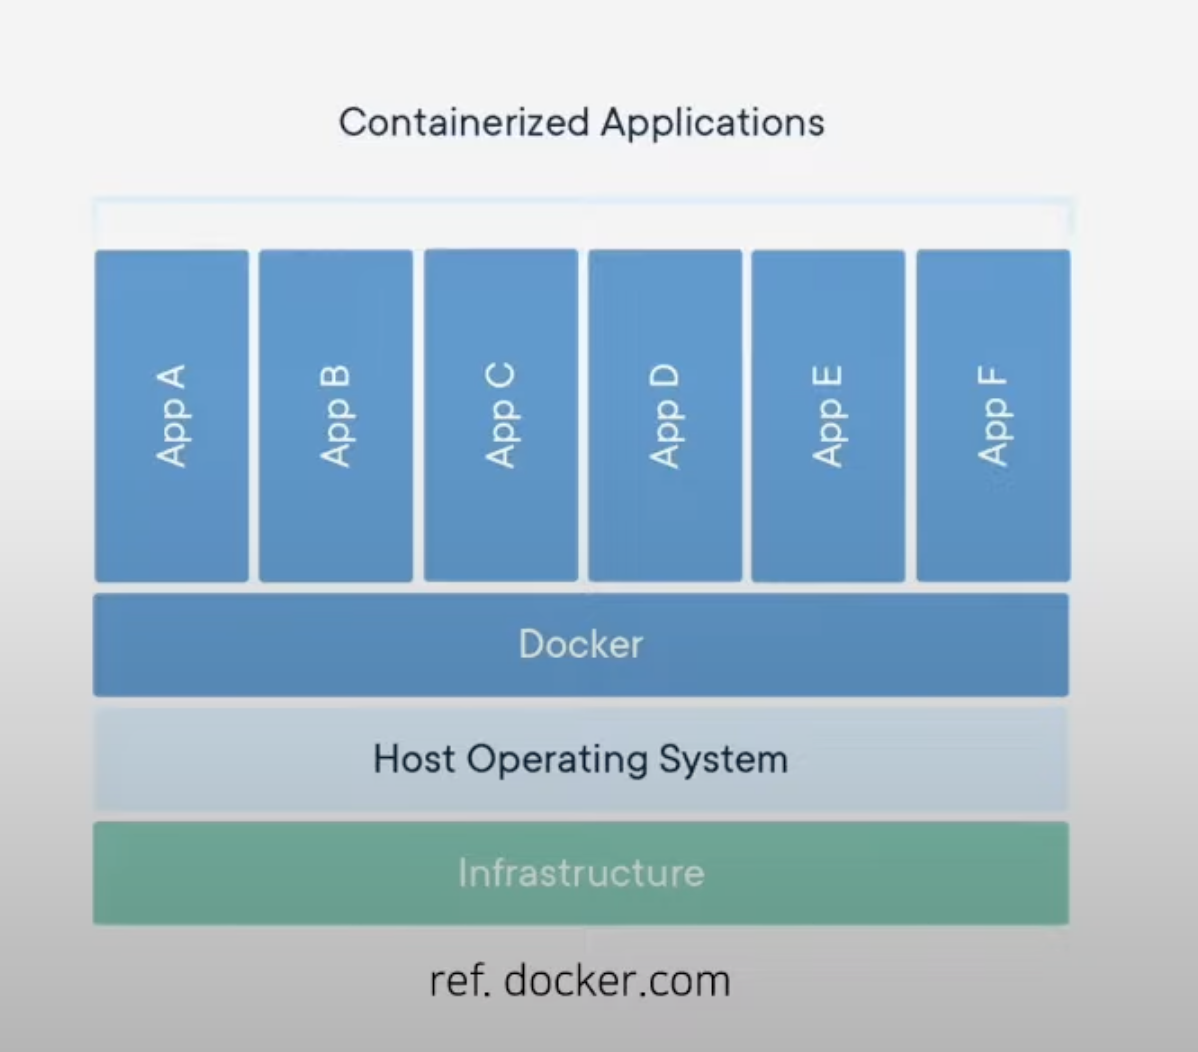 Containerized Applications
App A
App B
App C
App D
App E
App F
Docker
Host Operating System
Infrastructure
ref. docker.com